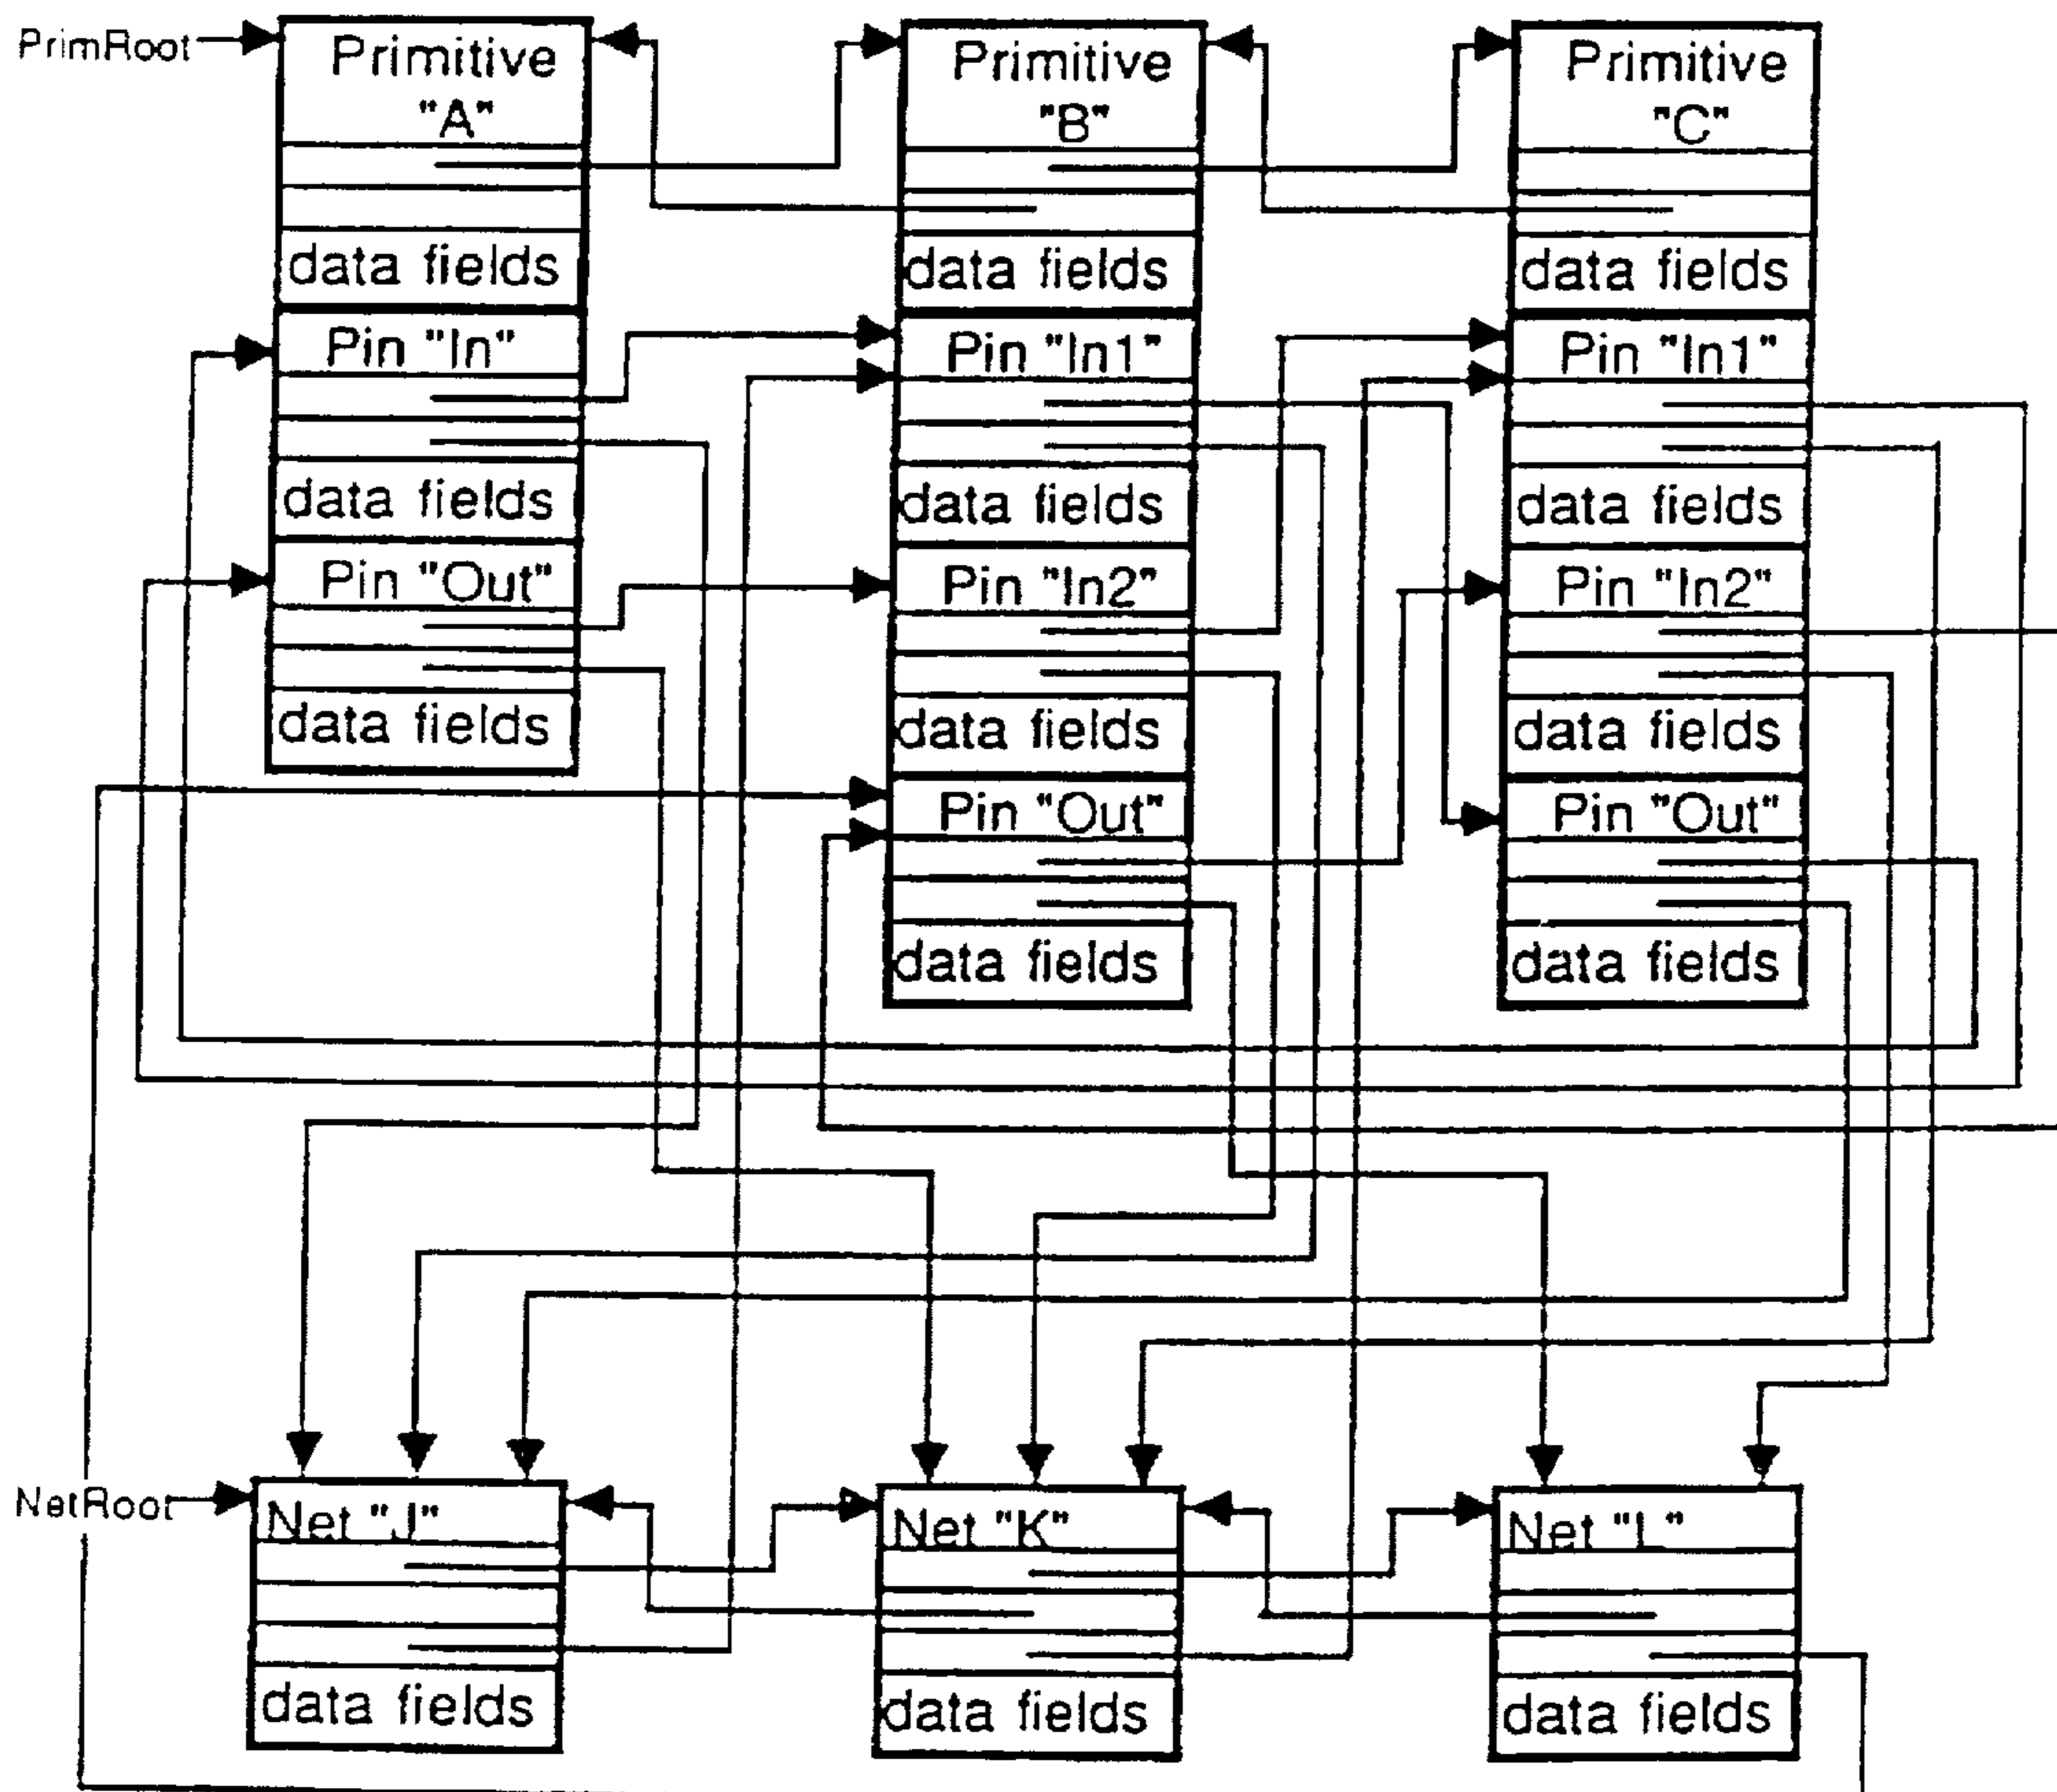 PrimRoot
Primitive
"A"
data fields
Pin "In"
data fields
Pin "Out"
data fields
Primitive
"B"
data fields
Pin "In1"
data fields
Pin "In2"
data fields
Pin "Out"
data fields
Primitive
"C"
data fields
Pin "In1"
data fields
Pin "In2"
data fields
Pin "Out"
data fields
NetRoot
Net "J"
data fields
Net "K"
data fields
Net "L"
data fields